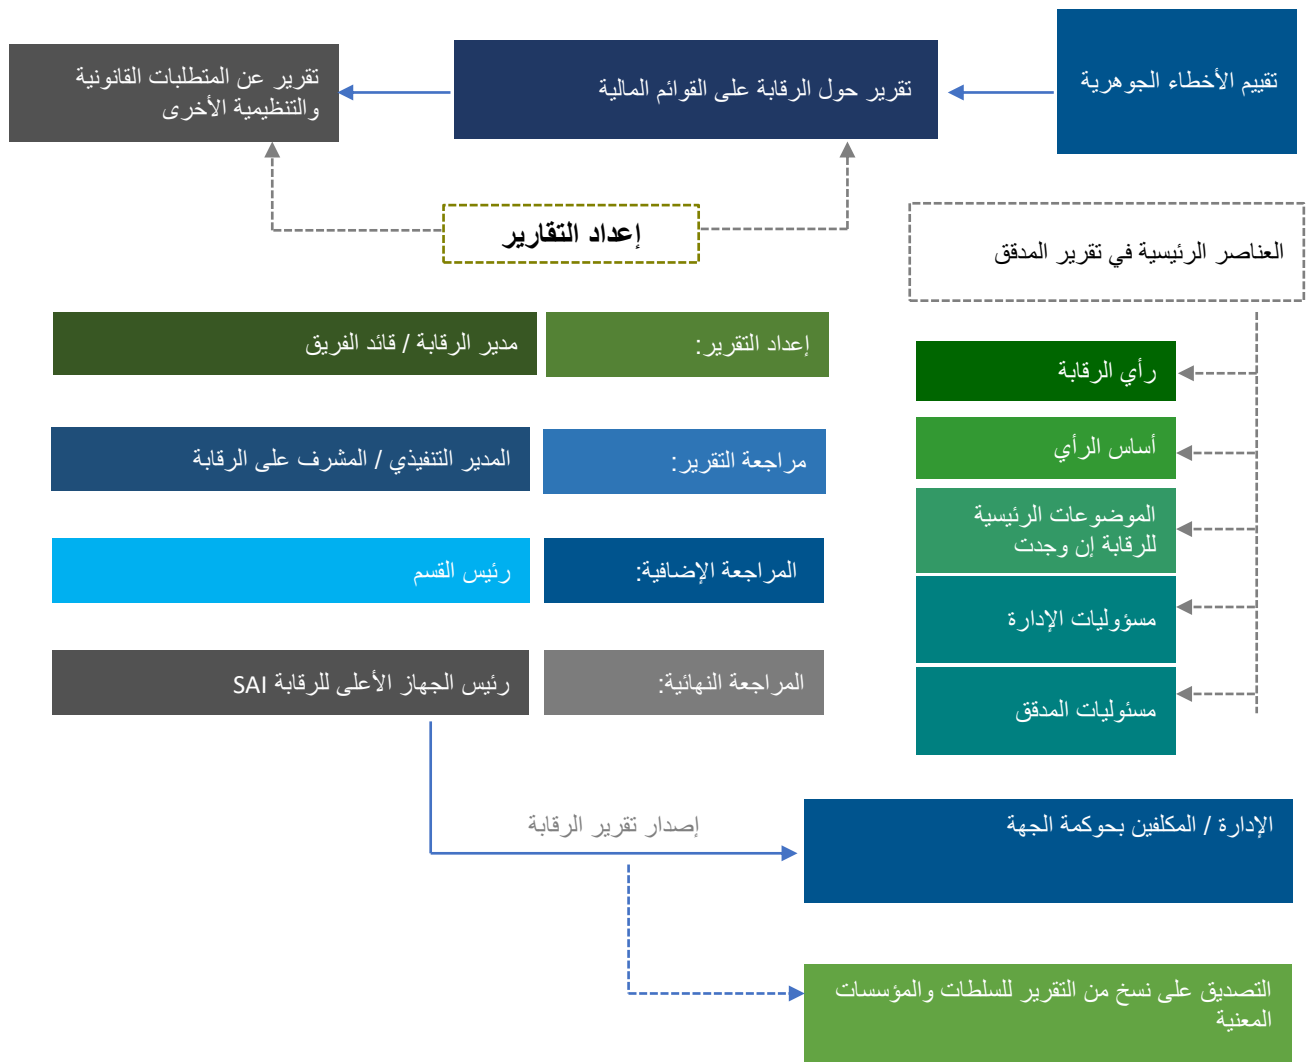 تقييم الأخطاء الجوهرية
تقرير حول الرقابة على القوائم المالية
تقرير عن المتطلبات القانونية
والتنظيمية الأخرى
إعداد التقارير
العناصر الرئيسية في تقرير المدقق
رأي الرقابة
أساس الرأي
الموضوعات الرئيسية
للرقابة إن وجدت
مسؤوليات الإدارة
مسئوليات المدقق
إعداد التقرير:
مدير الرقابة / قائد الفريق
مراجعة التقرير:
المدير التنفيذي / المشرف على الرقابة
المراجعة الإضافية:
رئيس القسم
المراجعة النهائية:
رئيس الجهاز الأعلى للرقابة SAI
إصدار تقرير الرقابة
الإدارة / المكلفين بحوكمة الجهة
التصديق على نسخ من التقرير للسلطات والمؤسسات
المعنية